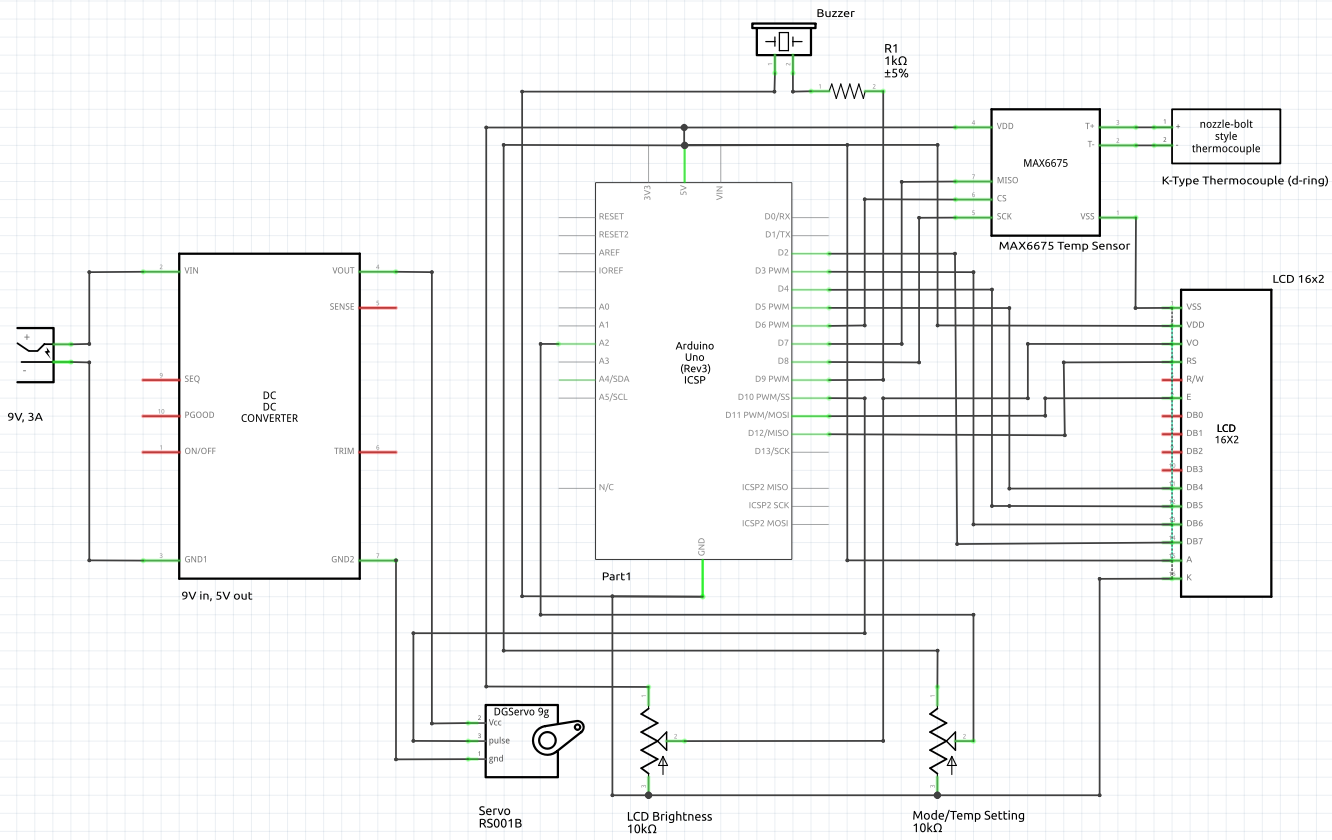 Buzzer
1
2
R1
1kΩ
±5%
1
2
4
VDD
T+
3
1
+
T-
2
2
-
nozzle-bolt
style
thermocouple
MAX6675
7
MISO
6
CS
5
SCK
VSS
1
K-Type Thermocouple (d-ring)
MAX6675 Temp Sensor
3V3
5V
VIN
RESET
RESET2
AREF
IOREF
A0
A1
A2
A3
A4/SDA
A5/SCL
N/C
D0/RX
D1/TX
D2
D3 PWM
D4
D5 PWM
D6 PWM
D7
D8
D9 PWM
D10 PWM/SS
D11 PWM/MOSI
D12/MISO
D13/SCK
ICSP2 MISO
ICSP2 SCK
ICSP2 MOSI
GND
Arduino
Uno
(Rev3)
ICSP
Part1
+
-
9V, 3A
2
VIN
VOUT
4
SENSE
5
9
SEQ
10
PGOOD
1
ON/OFF
TRIM
6
3
GND1
GND2
7
DC
DC
CONVERTER
9V in, 5V out
LCD 16x2
VSS
VDD
VO
RS
R/W
E
DB0
DB1
DB2
DB3
DB4
DB5
DB6
DB7
A
K
LCD
16X2
DGServo 9g
2
Vcc
3
pulse
1
gnd
Servo
RS001B
1
2
3
LCD Brightness
10kΩ
1
2
3
Mode/Temp Setting
10kΩ